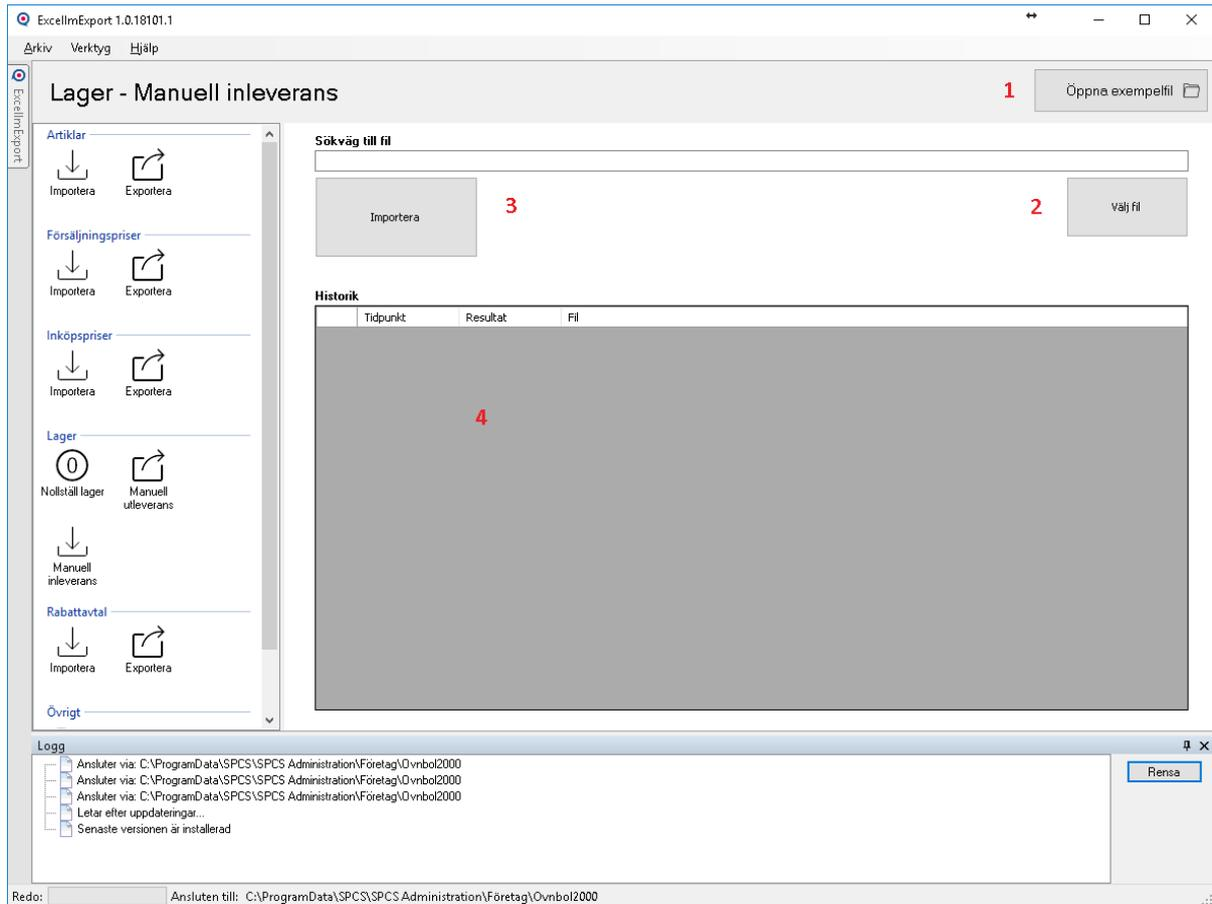 ExcelImExport 1.0.18101.1
Arkiv Verktyg Hjälp
ExcelImExport
Lager - Manuell inleverans
1
Öppna exempelfil
Artiklar
Importera Exportera
Försäljningspriser
Importera Exportera
Inköpspriser
Importera Exportera
Lager
0
Nollställ lager Manuell utleverans
Manuell
inleverans
Rabattavtal
Importera Exportera
Övrigt
Sökväg till fil
Importera
3
2
Välj fil
Historik
Tidpunkt Resultat Fil
4
Logg
Ansluter via: C:\ProgramData\SPCS\SPCS Administration\Företag\Ovnbol2000
Ansluter via: C:\ProgramData\SPCS\SPCS Administration\Företag\Ovnbol2000
Ansluter via: C:\ProgramData\SPCS\SPCS Administration\Företag\Ovnbol2000
Letar efter uppdateringar...
Senaste versionen är installerad
Rensa
Redo: Ansluten till: C:\ProgramData\SPCS\SPCS Administration\Företag\Ovnbol2000